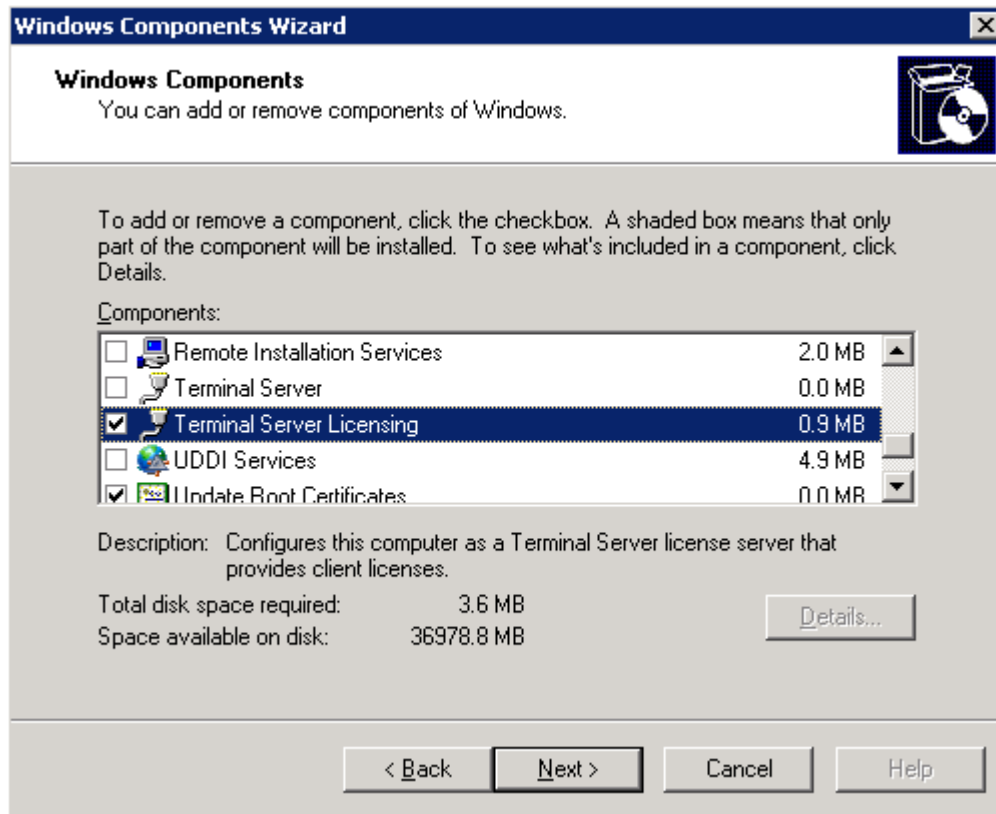 Windows Components Wizard
Windows Components
You can add or remove components of Windows.
To add or remove a component, click the checkbox. A shaded box means that only
part of the component will be installed. To see what's included in a component, click
Details.
Components:
Remote Installation Services 2.0 MB
Terminal Server 0.0 MB
Terminal Server Licensing 0.9 MB
UDDI Services 4.9 MB
Update Root Certificates 0.0 MB
Description: Configures this computer as a Terminal Server license server that
provides client licenses.
Total disk space required: 3.6 MB
Space available on disk: 36978.8 MB
Details...
< Back Next > Cancel Help